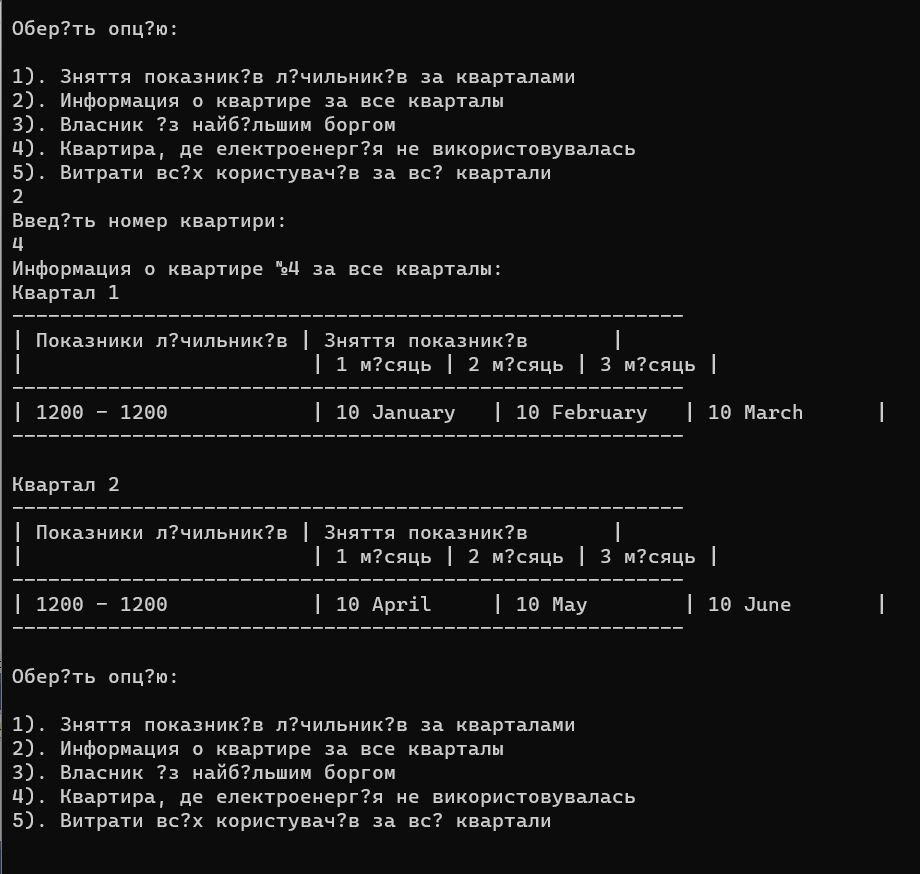 Обер?ть опц?ю:
1). Зняття показник?в л?чильник?в за кварталами
2). Информация о квартире за все кварталы
3). Власник ?з найб?льшим боргом
4). Квартира, де електроенерг?я не використовувалась
5). Витрати вс?х користувач?в за вс? квартали
2
Введ?ть номер квартири:
4
Информация о квартире №4 за все кварталы:
Квартал 1
--------------------------------------------------------
| Показники л?чильник?в | Зняття показник?в       |
|                        | 1 м?сяць | 2 м?сяць | 3 м?сяць |
--------------------------------------------------------
| 1200 - 1200            | 10 January   | 10 February   | 10 March      |
--------------------------------------------------------
Квартал 2
--------------------------------------------------------
| Показники л?чильник?в | Зняття показник?в       |
|                        | 1 м?сяць | 2 м?сяць | 3 м?сяць |
--------------------------------------------------------
| 1200 - 1200            | 10 April     | 10 May        | 10 June       |
--------------------------------------------------------
Обер?ть опц?ю:
1). Зняття показник?в л?чильник?в за кварталами
2). Информация о квартире за все кварталы
3). Власник ?з найб?льшим боргом
4). Квартира, де електроенерг?я не використовувалась
5). Витрати вс?х користувач?в за вс? квартали